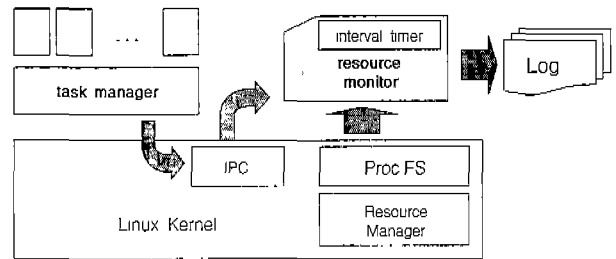 . . .
task manager
interval timer
resource
monitor
Log
IPC
Proc FS
Linux Kernel
Resource
Manager